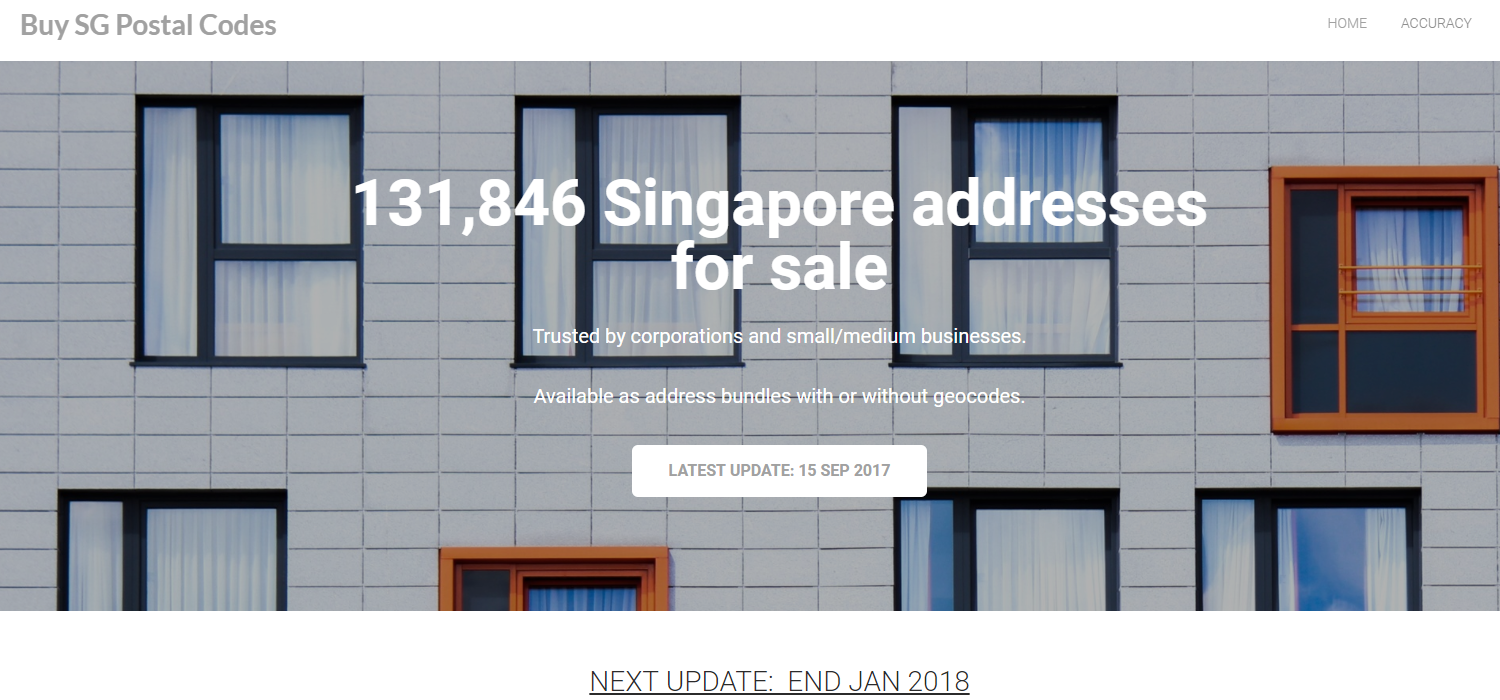 Buy SG Postal Codes
HOME ACCURACY
131,846 Singapore addresses
for sale
Trusted by corporations and small/medium businesses.
Available as address bundles with or without geocodes.
LATEST UPDATE: 15 SEP 2017
NEXT UPDATE:  END JAN 2018